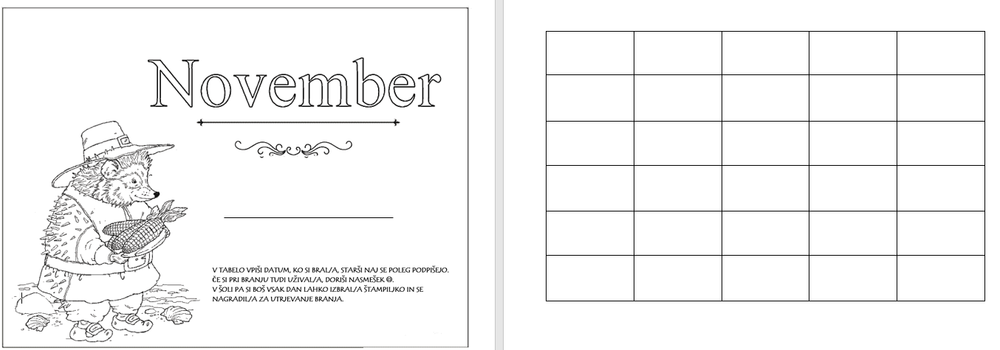 November
V TABELO VPIŠI DATUM, KO SI BRAL/A, STARŠI NAJ SE POLEG PODPIŠEJO.
ČE SI PRI BRANJU TUDI UŽIVAL/A, DORIŠI NASMEŠEK ☺.
V ŠOLI PA SI BOŠ VSAK DAN LAHKO IZBRAL/A ŠTAMPILJKO IN SE
NAGRADIL/A ZA UTRJEVANJE BRANJA.